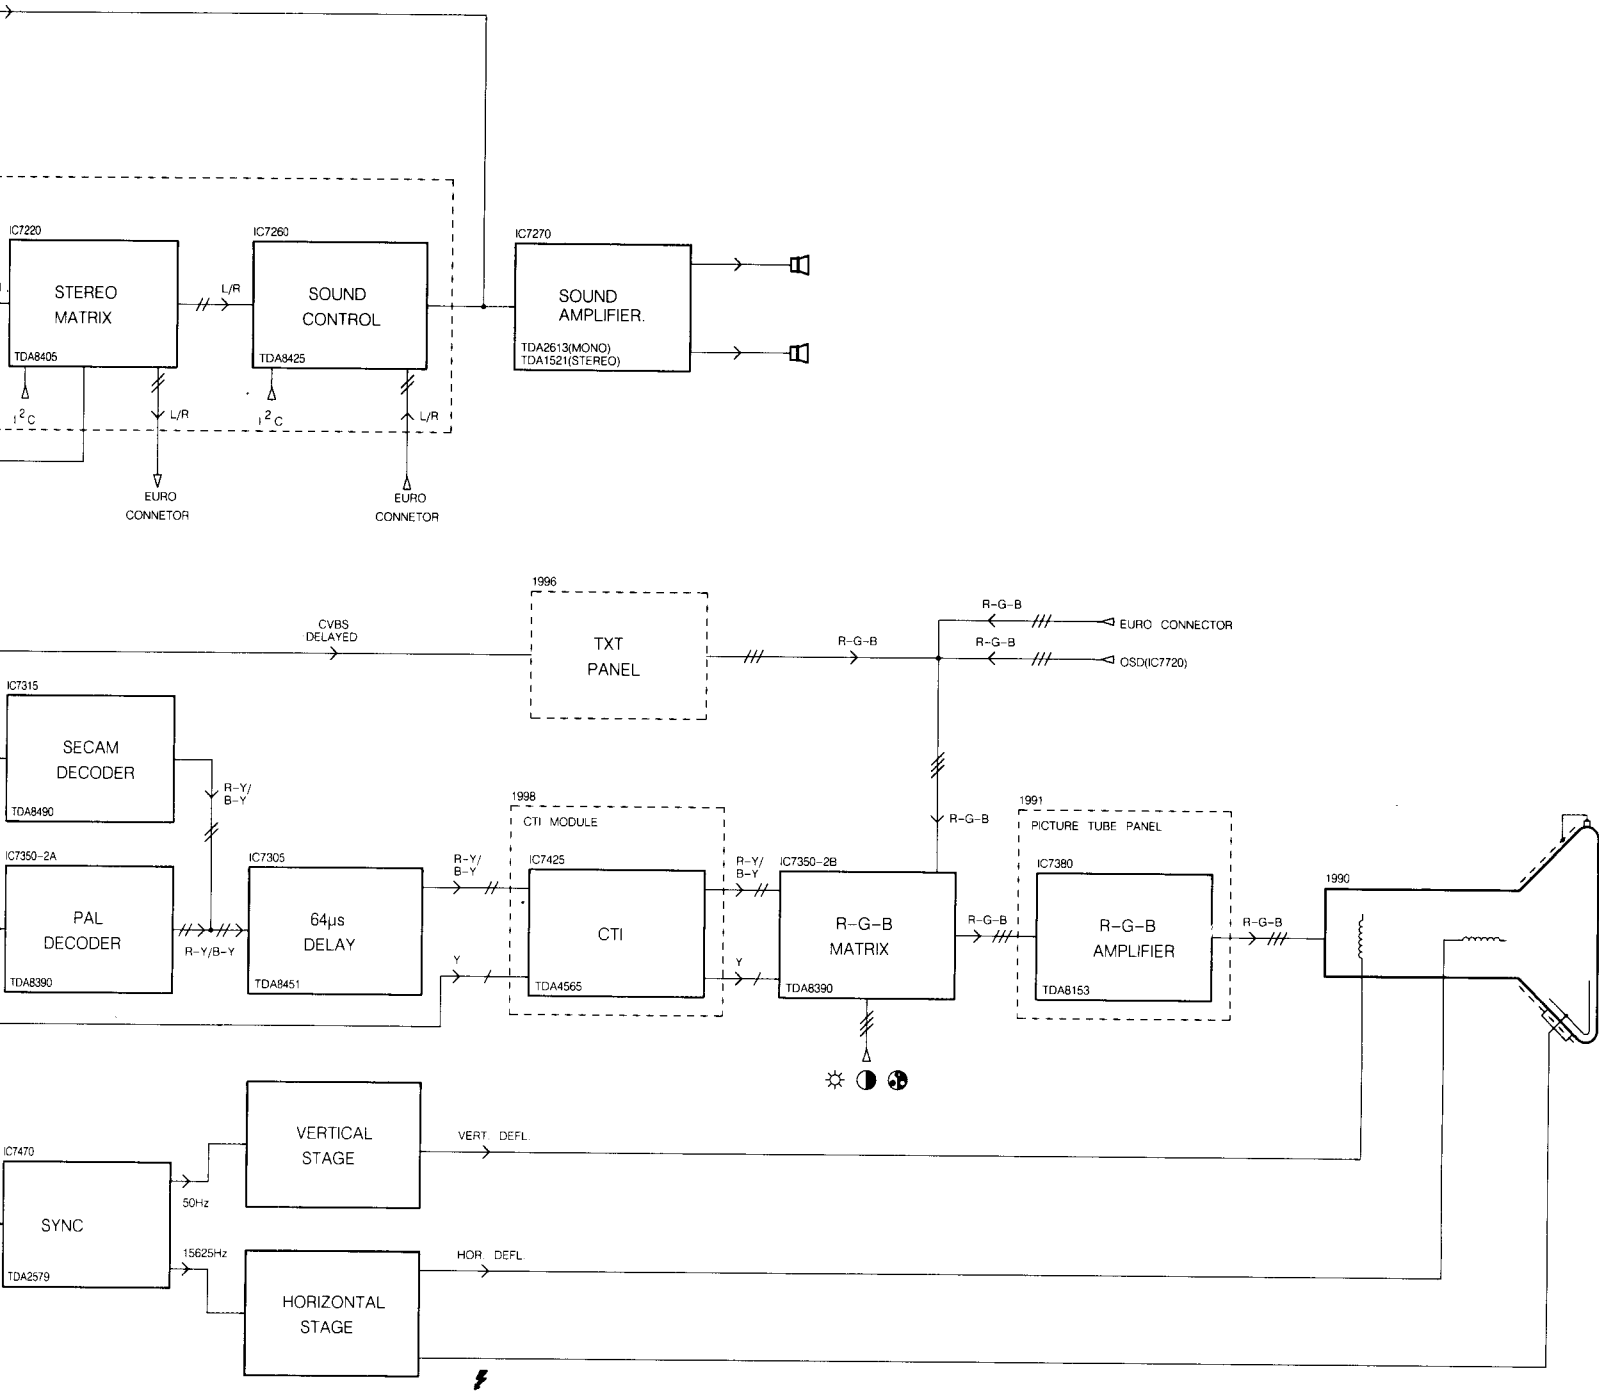 IC7220
STEREO
MATRIX
TDA8405
I²C
L/R
L/R
EURO
CONNETOR
IC7260
SOUND
CONTROL
TDA8425
I²C
L/R
EURO
CONNETOR
IC7270
SOUND
AMPLIFIER.
TDA2613(MONO)
TDA1521(STEREO)
CVBS
DELAYED
1996
TXT
PANEL
R-G-B
R-G-B
EURO CONNECTOR
R-G-B
OSD(IC7720)
R-G-B
IC7315
SECAM
DECODER
TDA8490
R-Y/
B-Y
IC7350-2A
PAL
DECODER
TDA8390
R-Y/B-Y
IC7305
64µs
DELAY
TDA8451
R-Y/
B-Y
Y
1998
CTI MODULE
IC7425
CTI
TDA4565
R-Y/
B-Y
Y
IC7350-2B
R-G-B
MATRIX
TDA8390
R-G-B
1991
PICTURE TUBE PANEL
IC7380
R-G-B
AMPLIFIER
TDA8153
R-G-B
1990
IC7470
SYNC
TDA2579
50Hz
15625Hz
VERTICAL
STAGE
VERT. DEFL.
HORIZONTAL
STAGE
HOR. DEFL.